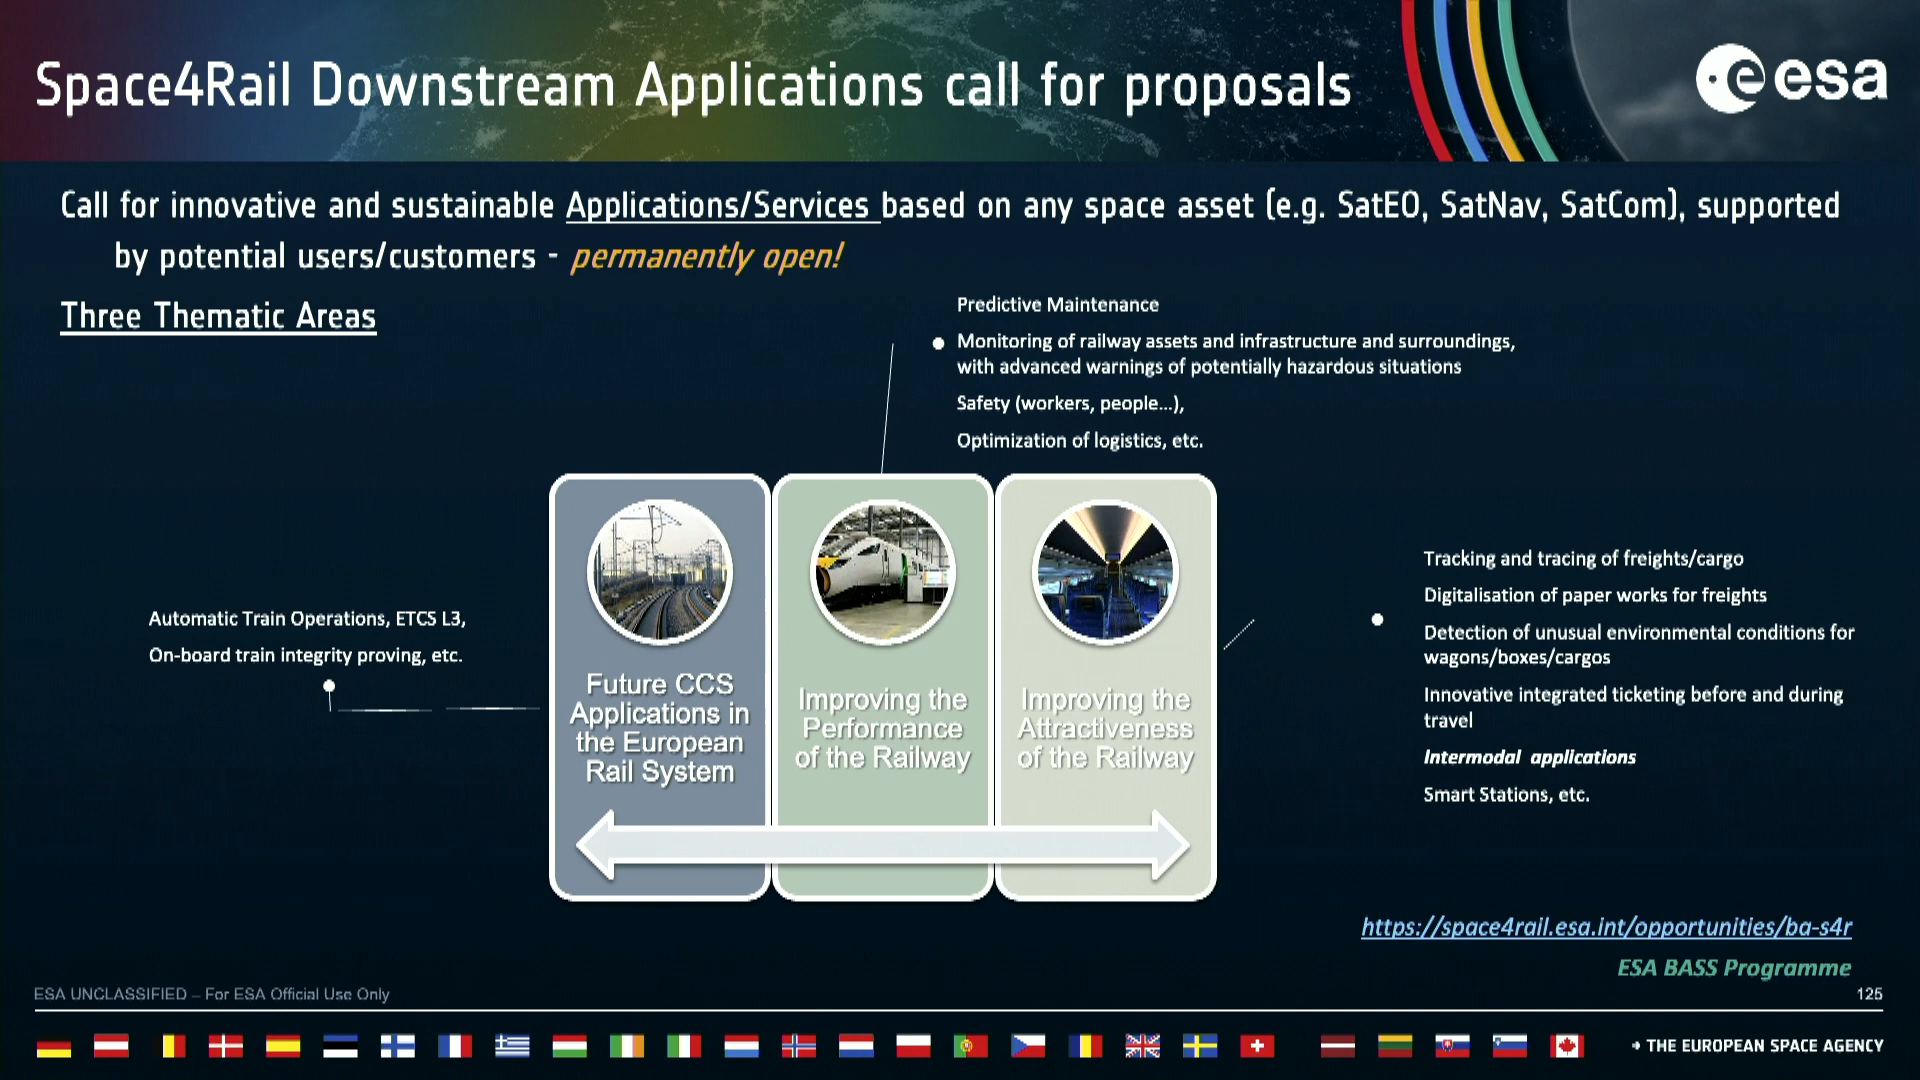 Space4Rail Downstream Applications call for proposals
esa
Call for innovative and sustainable Applications/Services based on any space asset (e.g. SatEO, SatNav, SatCom), supported
by potential users/customers - permanently open!
Three Thematic Areas
Predictive Maintenance
Monitoring of railway assets and infrastructure and surroundings,
with advanced warnings of potentially hazardous situations
Safety (workers, people...),
Optimization of logistics, etc.
Automatic Train Operations, ETCS L3,
On-board train integrity proving, etc.
Future CCS
Applications in
the European
Rail System
Improving the
Performance
of the Railway
Improving the
Attractiveness
of the Railway
Tracking and tracing of freights/cargo
Digitalisation of paper works for freights
Detection of unusual environmental conditions for
wagons/boxes/cargos
Innovative integrated ticketing before and during
travel
Intermodal applications
Smart Stations, etc.
https://space4rail.esa.int/opportunities/ba-s4r
ESA BASS Programme
ESA UNCLASSIFIED – For ESA Official Use Only
125
THE EUROPEAN SPACE AGENCY